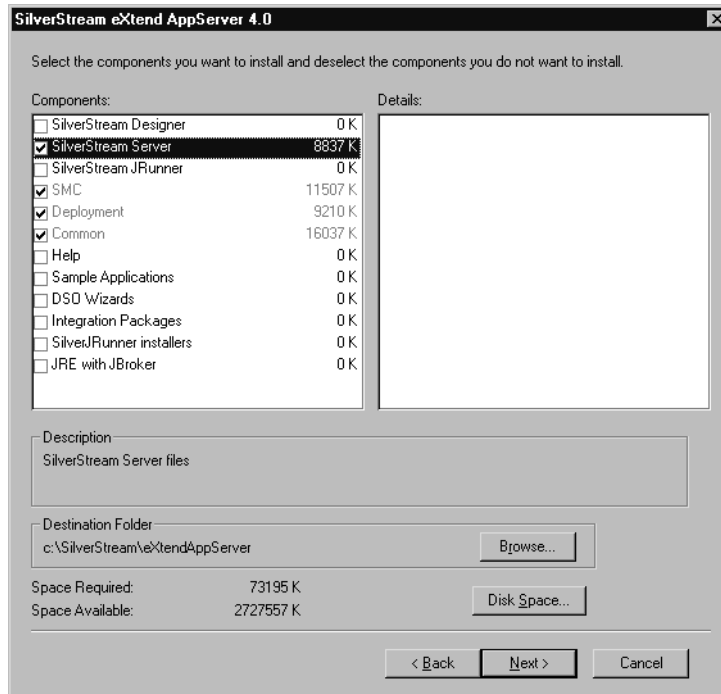 SilverStream eXtend AppServer 4.0
Select the components you want to install and deselect the components you do not want to install.
Components:
Details:
SilverStream Designer 0 K
SilverStream Server 8837 K
SilverStream JRunner 0 K
SMC 11507 K
Deployment 9210 K
Common 16037 K
Help 0 K
Sample Applications 0 K
DSO Wizards 0 K
Integration Packages 0 K
SilverJRunner installers 0 K
JRE with JBroker 0 K
Description
SilverStream Server files
Destination Folder
c:\SilverStream\eXtendAppServer
Browse...
Space Required: 73195 K
Space Available: 2727557 K
Disk Space...
< Back
Next >
Cancel